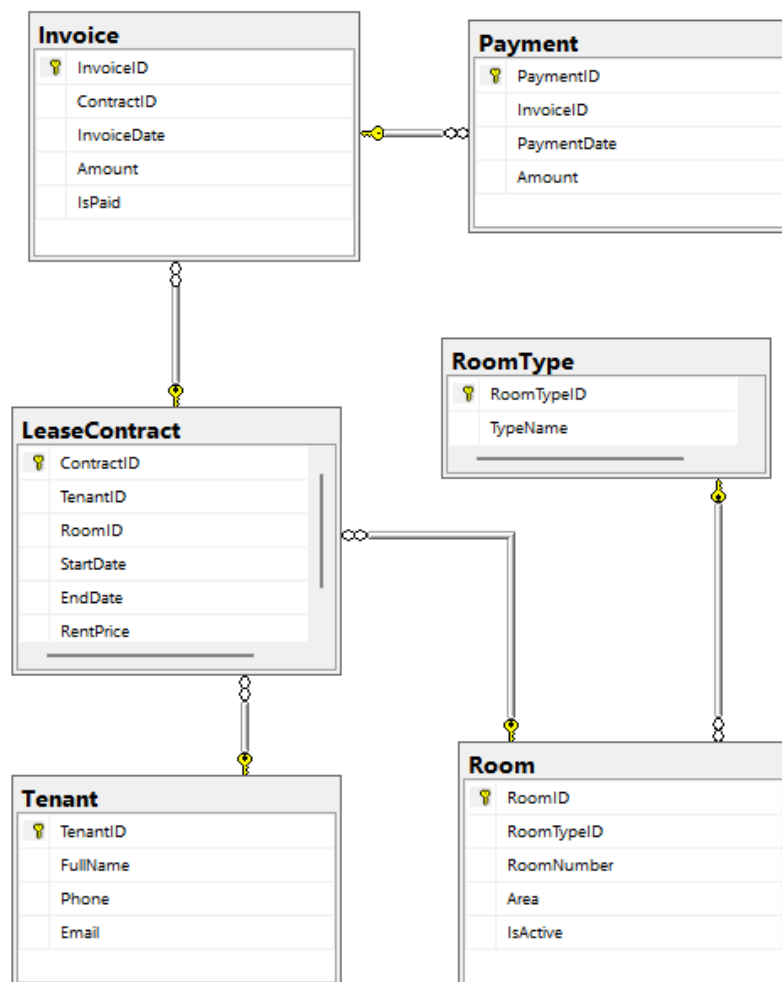 Invoice
InvoiceID
ContractID
InvoiceDate
Amount
IsPaid
Payment
PaymentID
InvoiceID
PaymentDate
Amount
RoomType
RoomTypeID
TypeName
LeaseContract
ContractID
TenantID
RoomID
StartDate
EndDate
RentPrice
Tenant
TenantID
FullName
Phone
Email
Room
RoomID
RoomTypeID
RoomNumber
Area
IsActive